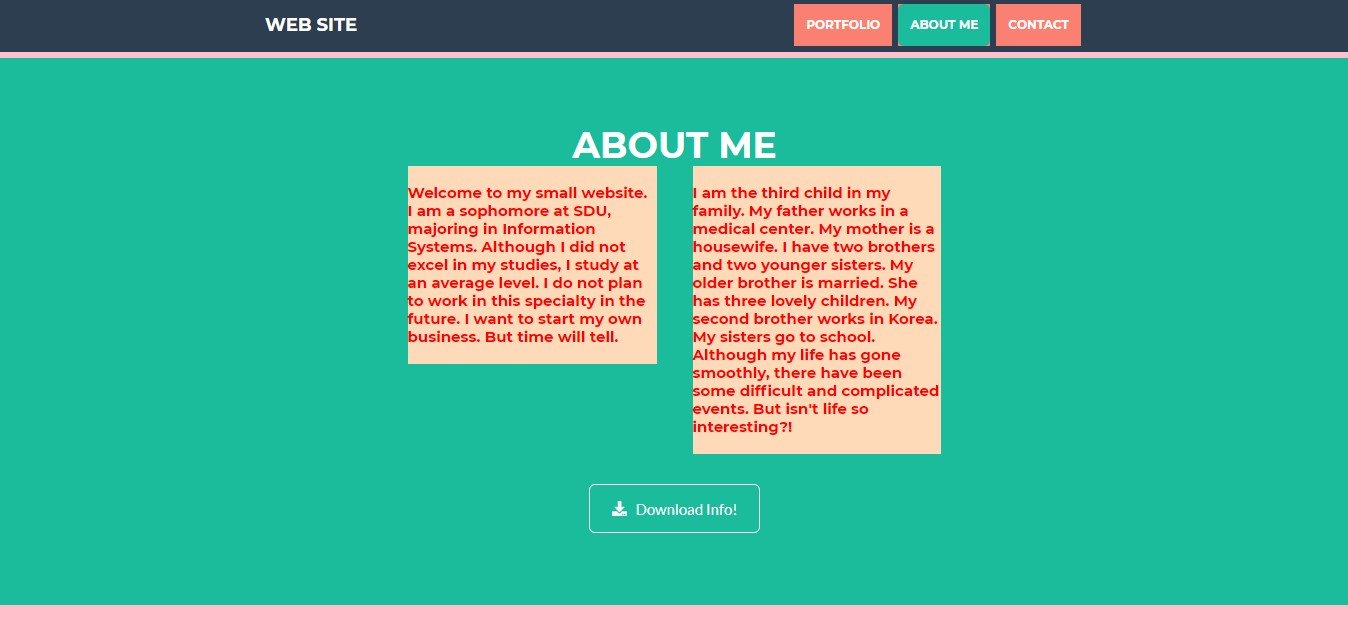 WEB SITE
PORTFOLIO
ABOUT ME
CONTACT
ABOUT ME
Welcome to my small website.
I am a sophomore at SDU,
majoring in Information
Systems. Although I did not
excel in my studies, I study at
an average level. I do not plan
to work in this specialty in the
future. I want to start my own
business. But time will tell.
I am the third child in my
family. My father works in a
medical center. My mother is a
housewife. I have two brothers
and two younger sisters. My
older brother is married. She
has three lovely children. My
second brother works in Korea.
My sisters go to school.
Although my life has gone
smoothly, there have been
some difficult and complicated
events. But isn't life so
interesting?!
Download Info!